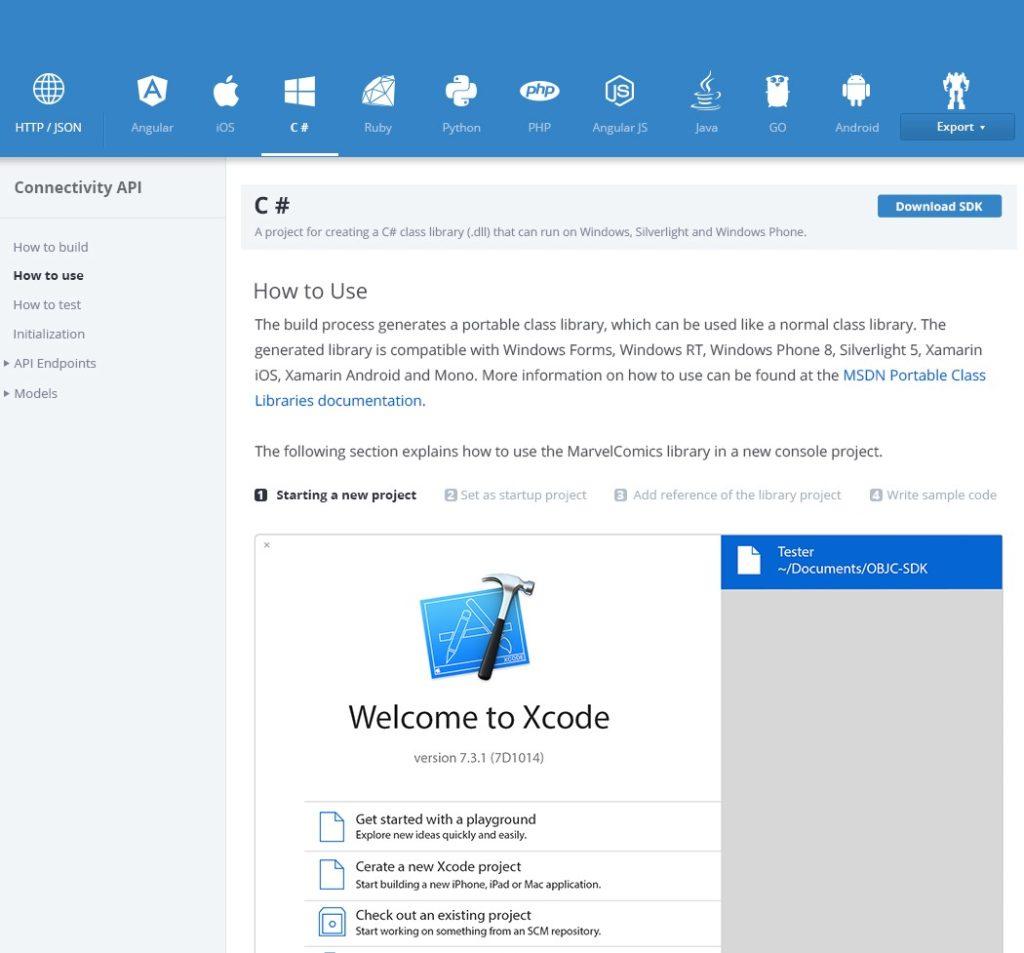 HTTP / JSON
Angular
iOS
C #
Ruby
Python
php
PHP
JS
Angular JS
Java
GO
Android
Export
Connectivity API
How to build
How to use
How to test
Initialization
API Endpoints
Models
C #
Download SDK
A project for creating a C# class library (.dll) that can run on Windows, Silverlight and Windows Phone.
How to Use
The build process generates a portable class library, which can be used like a normal class library. The
generated library is compatible with Windows Forms, Windows RT, Windows Phone 8, Silverlight 5, Xamarin
iOS, Xamarin Android and Mono. More information on how to use can be found at the MSDN Portable Class
Libraries documentation.
The following section explains how to use the MarvelComics library in a new console project.
1 Starting a new project
2 Set as startup project
3 Add reference of the library project
4 Write sample code
XCODE
Welcome to Xcode
version 7.3.1 (7D1014)
Get started with a playground
Explore new ideas quickly and easily.
Cerate a new Xcode project
Start building a new iPhone, iPad or Mac application.
Check out an existing project
Start working on something from an SCM repository.
Tester
~/Documents/OBJC-SDK